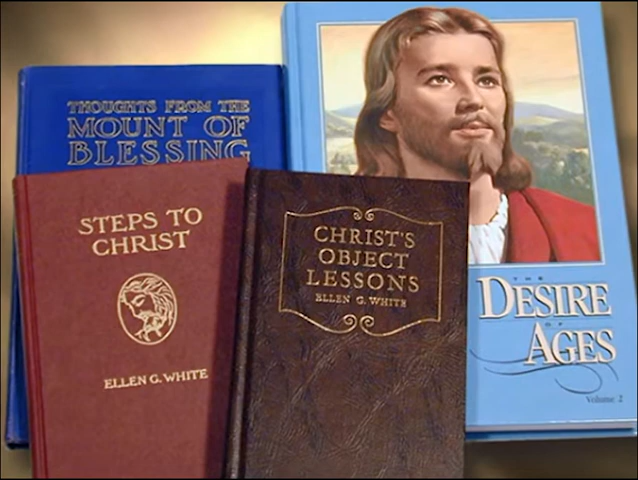 THOUGHTS FROM THE
MOUNT OF
BLESSING
STEPS TO
CHRIST
ELLEN G. WHITE
CHRIST'S
OBJECT
LESSONS
ELLEN G. WHITE
THE
DESIRE
OF
AGES
Volume 2